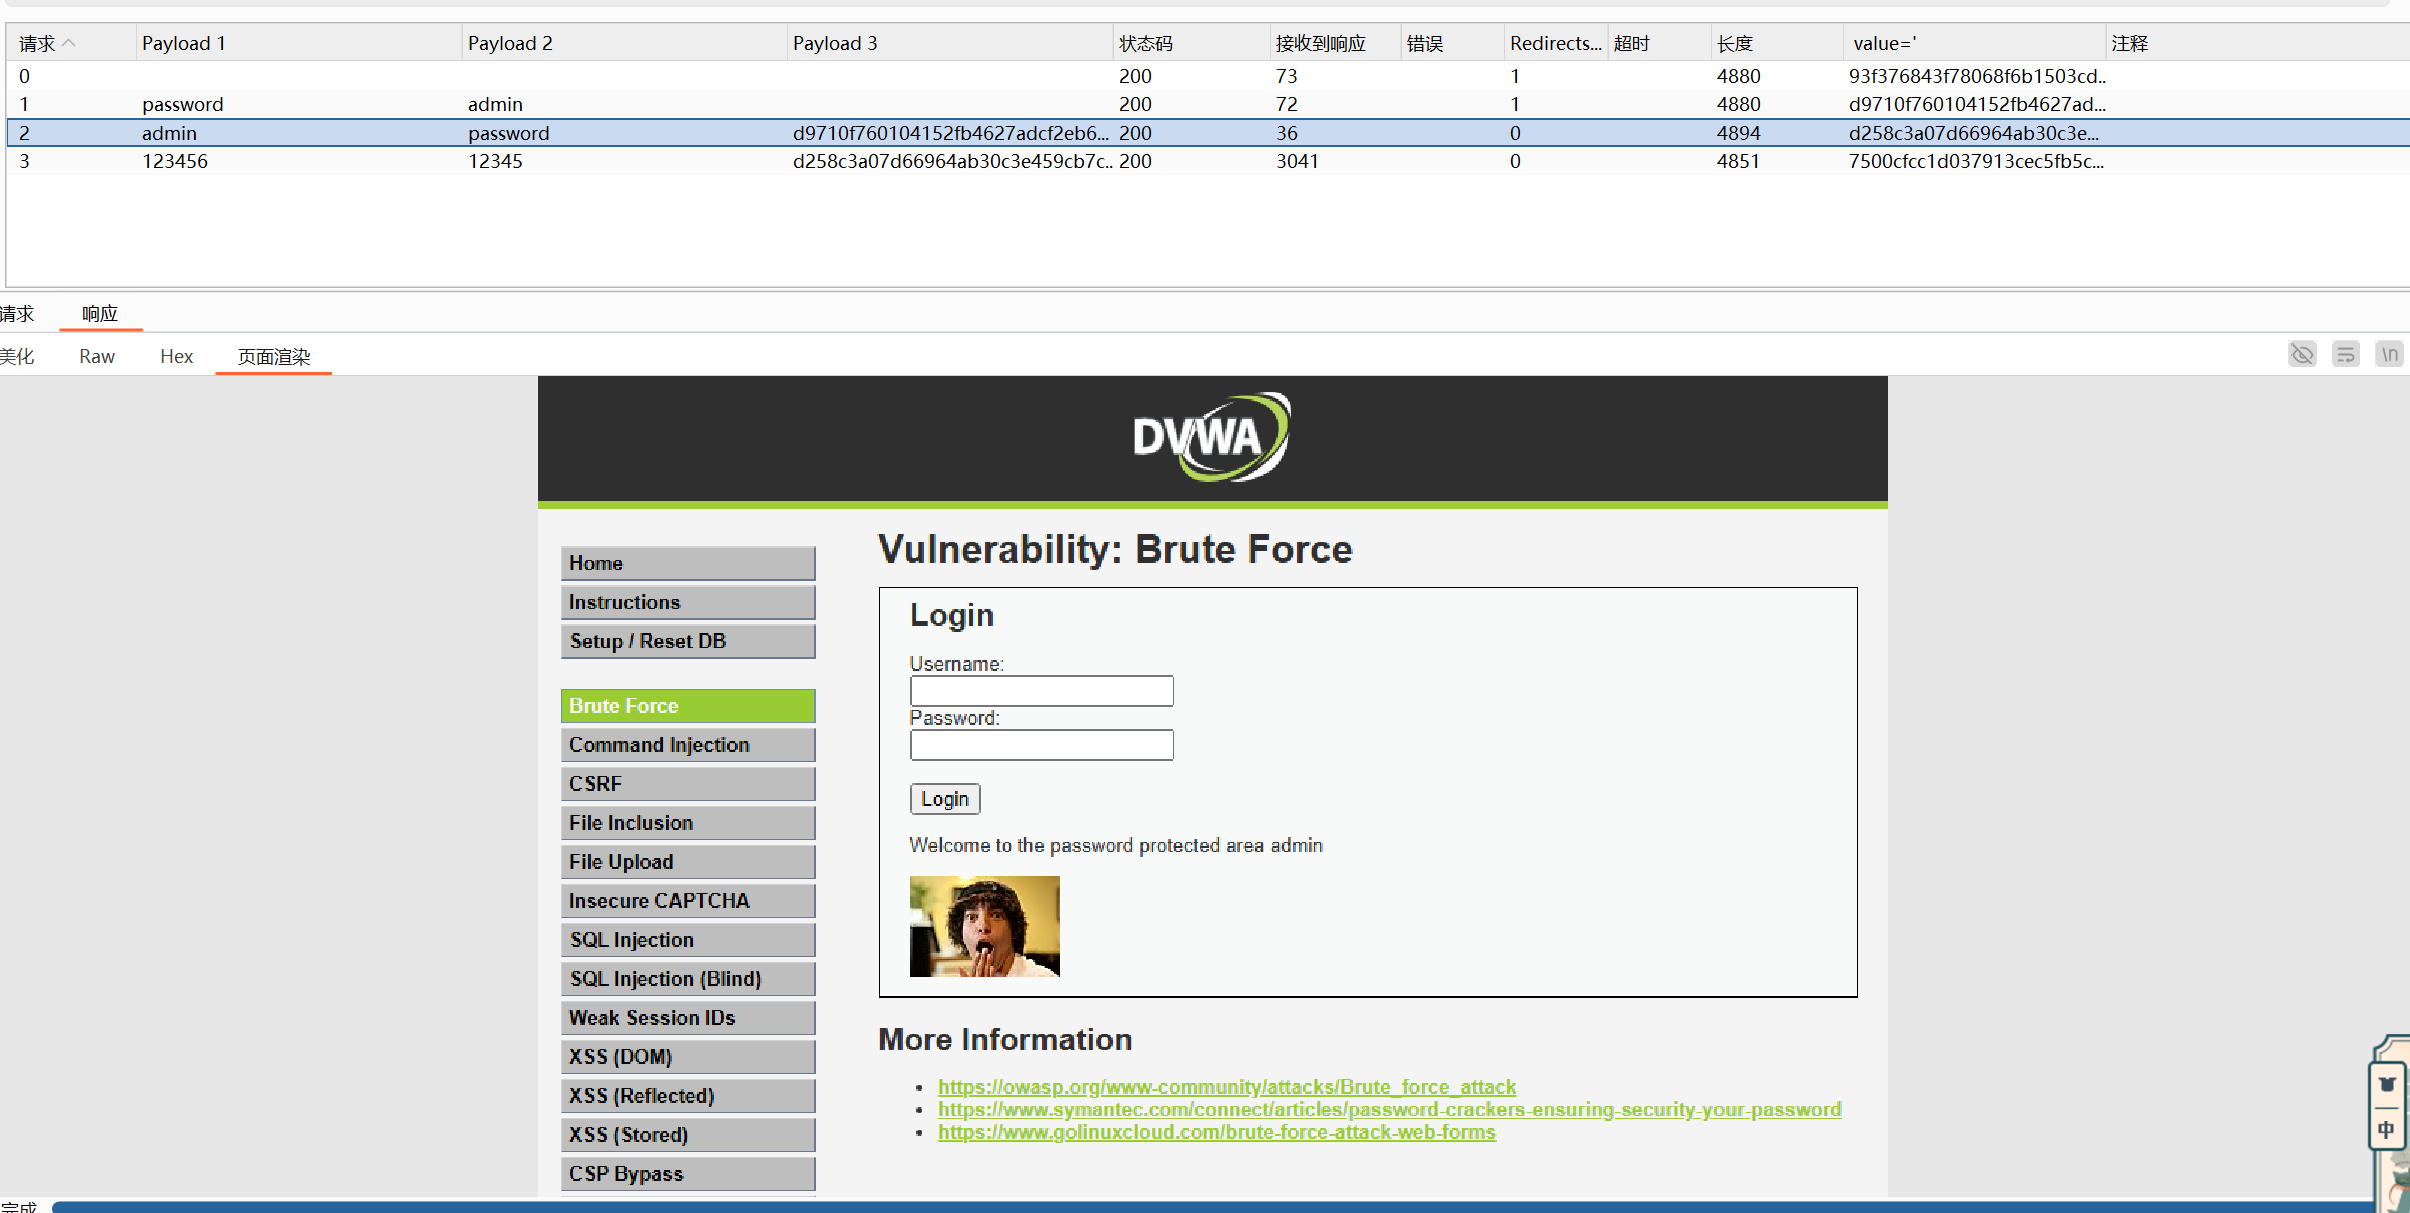 请求 Payload 1 Payload 2 Payload 3 状态码 接收到响应 错误 Redirects... 超时 长度 value=' 注释
0 200 73 1 4880 93f376843f78068f6b1503cd..
1 password admin 200 72 1 4880 d9710f760104152fb4627ad...
2 admin password d9710f760104152fb4627adcf2eb6... 200 36 0 4894 d258c3a07d66964ab30c3e...
3 123456 12345 d258c3a07d66964ab30c3e459cb7c.. 200 3041 0 4851 7500cfcc1d037913cec5fb5c...
请求 响应
美化 Raw Hex 页面渲染 \n
DVWA
Vulnerability: Brute Force
Home
Instructions
Setup / Reset DB
Brute Force
Command Injection
CSRF
File Inclusion
File Upload
Insecure CAPTCHA
SQL Injection
SQL Injection (Blind)
Weak Session IDs
XSS (DOM)
XSS (Reflected)
XSS (Stored)
CSP Bypass
Login
Username:
Password:
Login
Welcome to the password protected area admin
More Information
https://owasp.org/www-community/attacks/Brute_force_attack
https://www.symantec.com/connect/articles/password-crackers-ensuring-security-your-password
https://www.golinuxcloud.com/brute-force-attack-web-forms
中
完成